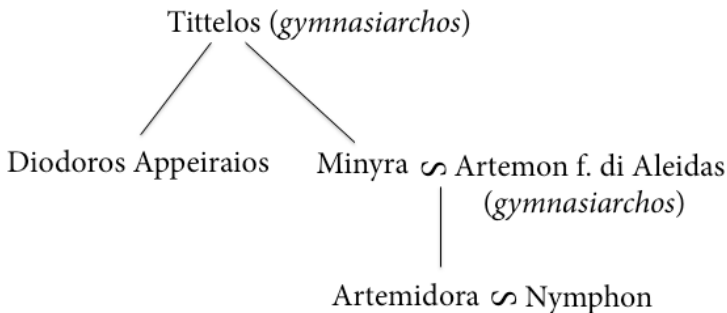 Tittelos (gymnasiarchos)
Diodoros Appeiraios
Minyra ᔕ Artemon f. di Aleidas
(gymnasiarchos)
Artemidora ᔕ Nymphon